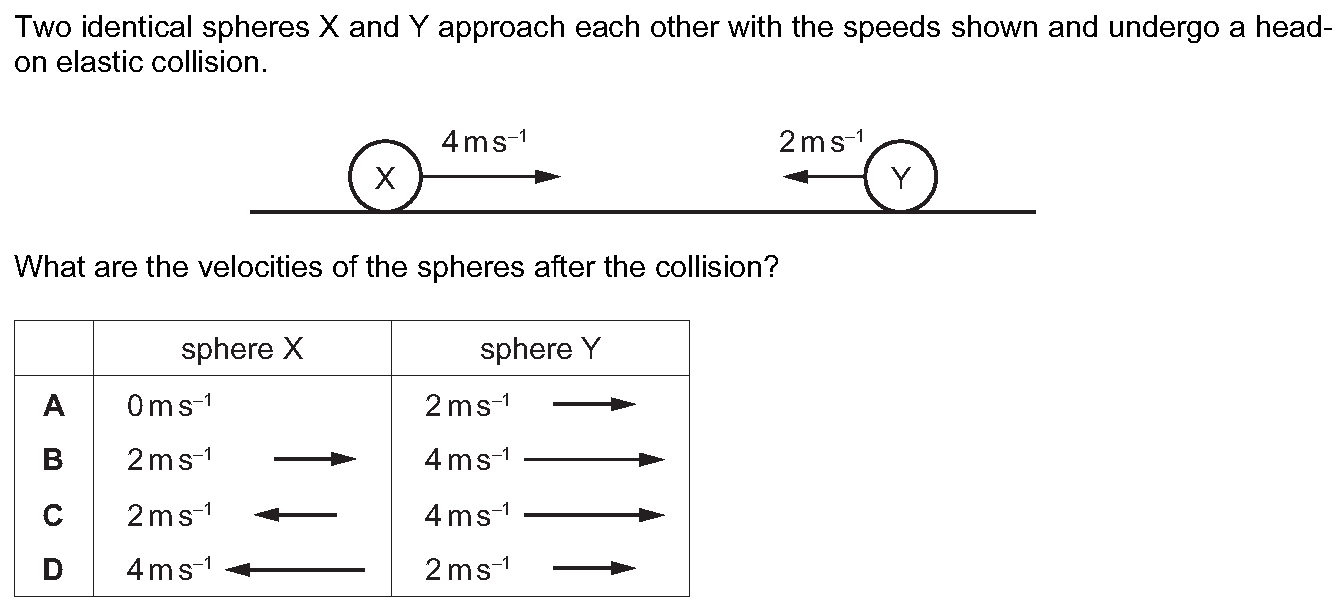 Two identical spheres X and Y approach each other with the speeds shown and undergo a head-
on elastic collision.
4 m s⁻¹ 2 m s⁻¹
X Y
What are the velocities of the spheres after the collision?
sphere X sphere Y
A 0 m s⁻¹ 2 m s⁻¹
B 2 m s⁻¹ 4 m s⁻¹
C 2 m s⁻¹ 4 m s⁻¹
D 4 m s⁻¹ 2 m s⁻¹